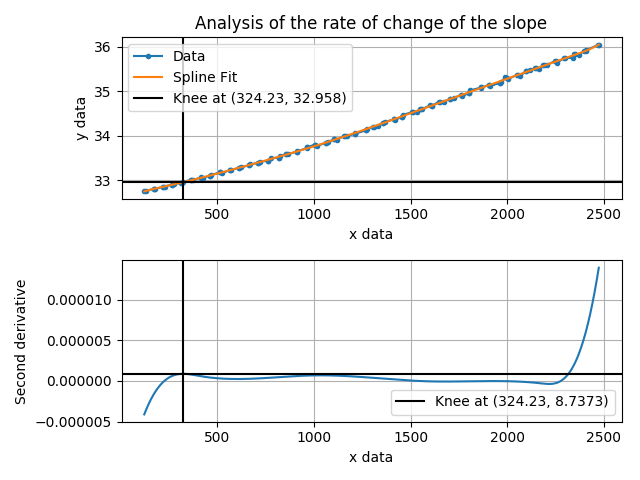 Analysis of the rate of change of the slope
36
35
34
33
y data
Data
Spline Fit
Knee at (324.23, 32.958)
500
1000
1500
2000
2500
x data
0.000010
0.000005
0.000000
−0.000005
Second derivative
Knee at (324.23, 8.7373)
500
1000
1500
2000
2500
x data